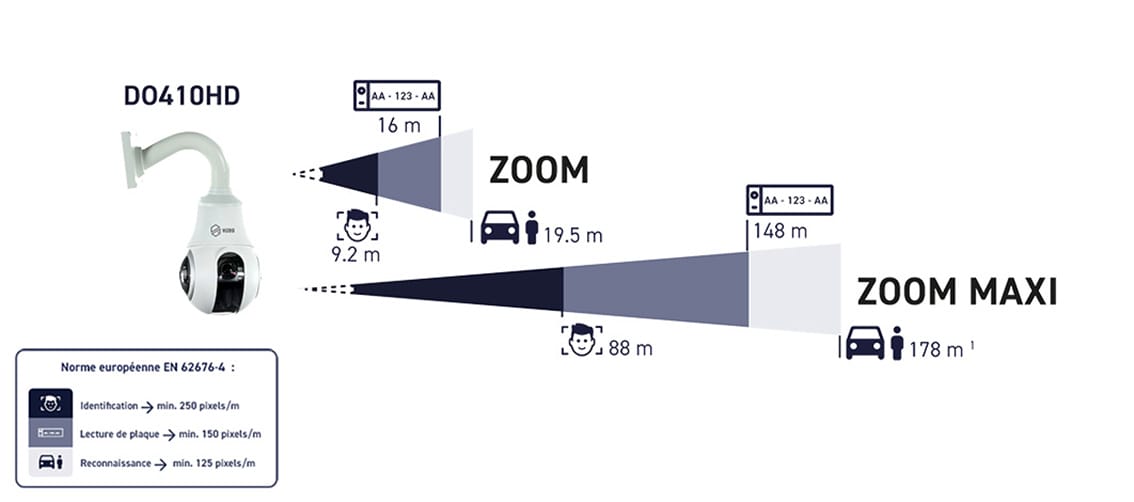 DO410HD
AA - 123 - AA
16 m
ZOOM
9.2 m
19.5 m
AA - 123 - AA
148 m
ZOOM MAXI
88 m
178 m ¹
Norme européenne EN 62676-4 :
Identification → min. 250 pixels/m
Lecture de plaque → min. 150 pixels/m
Reconnaissance → min. 125 pixels/m